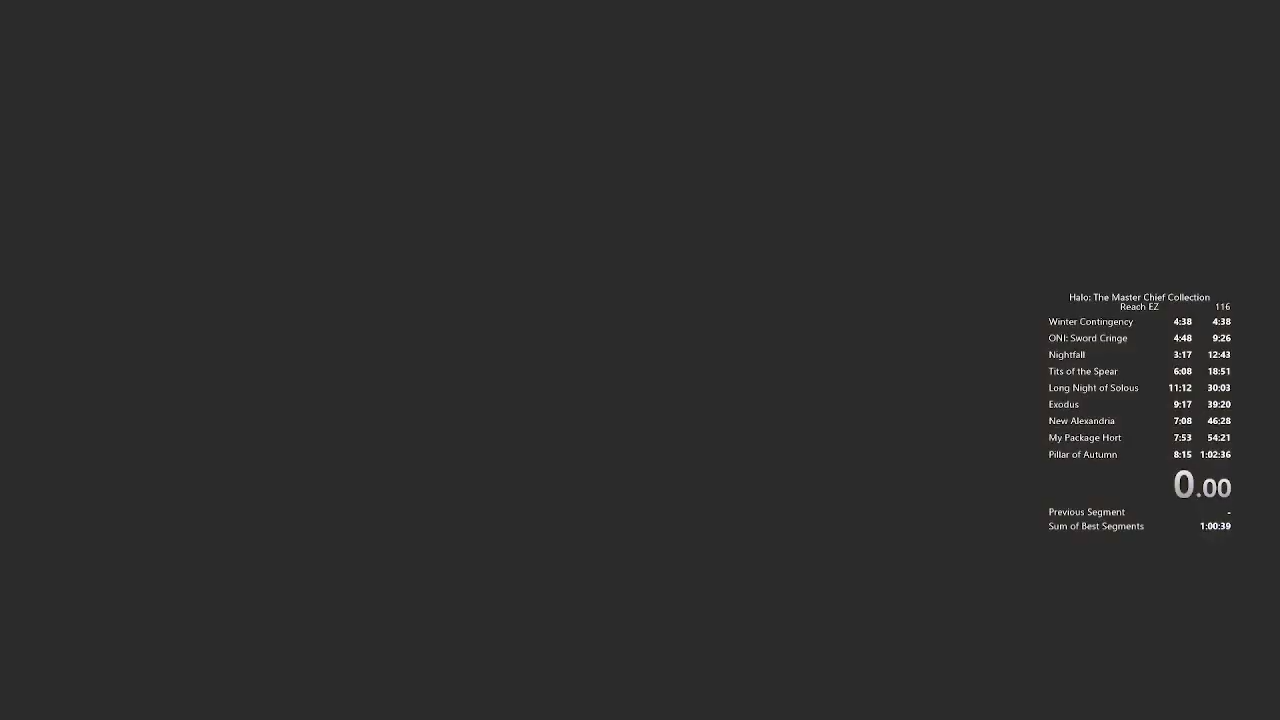 Halo: The Master Chief Collection
Reach EZ 116
Winter Contingency 4:38 4:38
ONI: Sword Cringe 4:48 9:26
Nightfall 3:17 12:43
Tits of the Spear 6:08 18:51
Long Night of Solous 11:12 30:03
Exodus 9:17 39:20
New Alexandria 7:08 46:28
My Package Hort 7:53 54:21
Pillar of Autumn 8:15 1:02:36
0.00
Previous Segment -
Sum of Best Segments 1:00:39